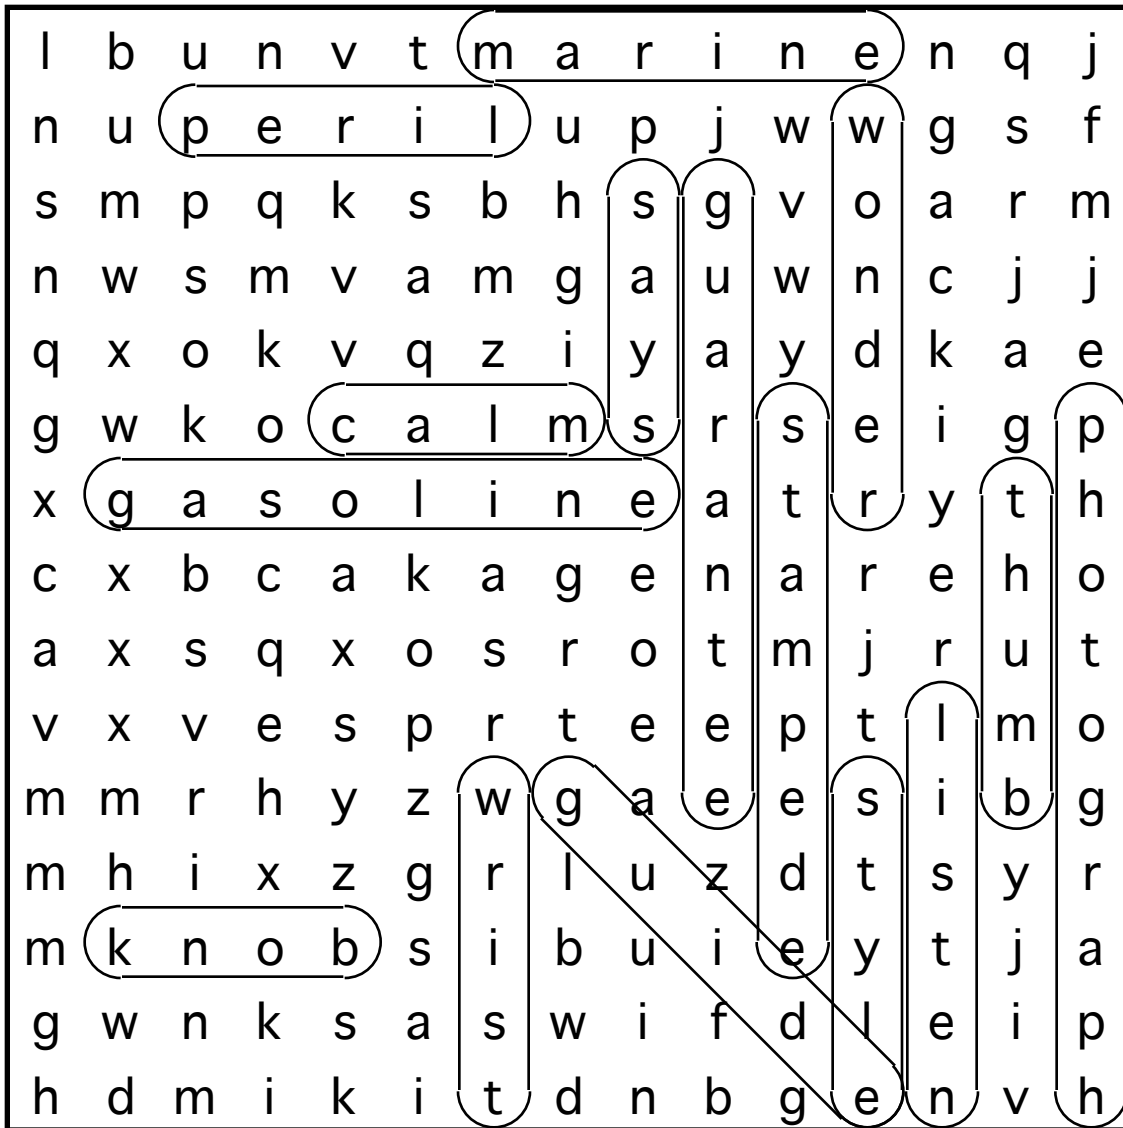 l b u n v t m a r i n e n q j
n u p e r i l u p j w w g s f
s m p q k s b h s g v o a r m
n w s m v a m g a u w n c j j
q x o k v q z i y a y d k a e
g w k o c a l m s r s e i g p
x g a s o l i n e a t r y t h
c x b c a k a g e n a r e h o
a x s q x o s r o t m j r u t
v x v e s p r t e e p t l m o
m m r h y z w g a e e s i b g
m h i x z g r l u z d t s y r
m k n o b s i b u i e y t j a
g w n k s a s w i f d l e i p
h d m i k i t d n b g e n v h